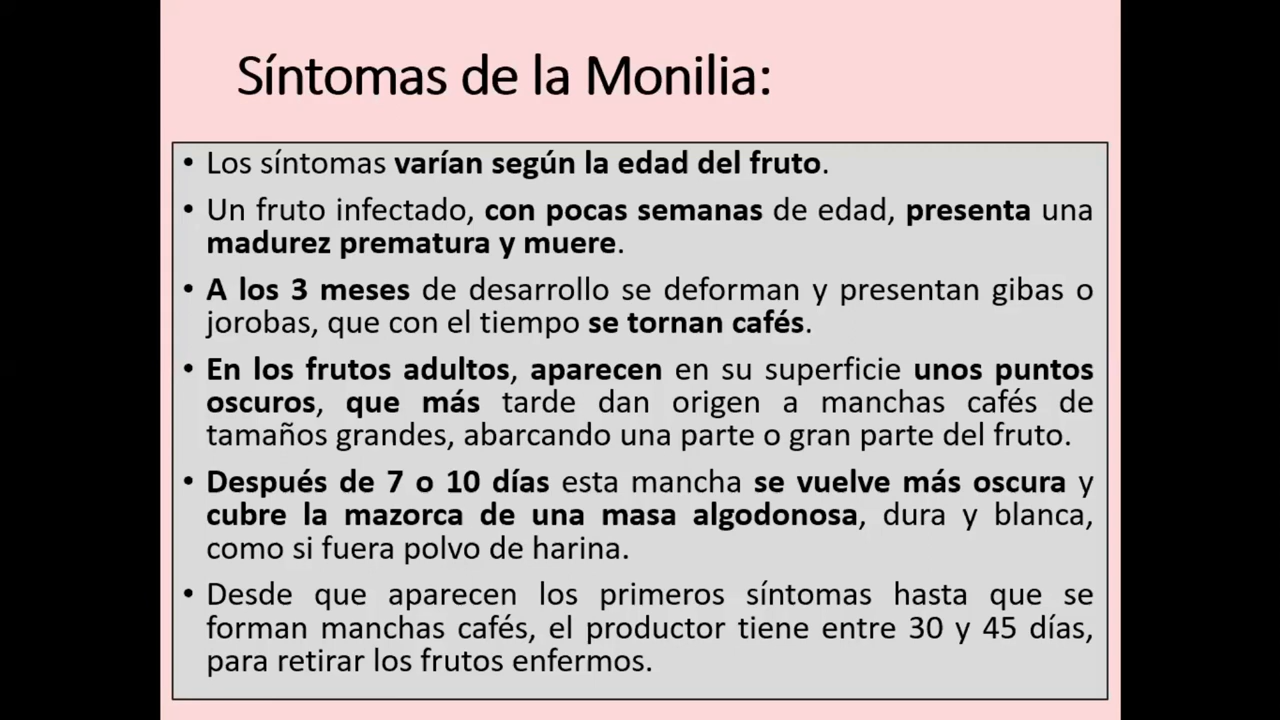 Síntomas de la Monilia:
• Los síntomas varían según la edad del fruto.
• Un fruto infectado, con pocas semanas de edad, presenta una
madurez prematura y muere.
• A los 3 meses de desarrollo se deforman y presentan gibas o
jorobas, que con el tiempo se tornan cafés.
• En los frutos adultos, aparecen en su superficie unos puntos
oscuros, que más tarde dan origen a manchas cafés de
tamaños grandes, abarcando una parte o gran parte del fruto.
• Después de 7 o 10 días esta mancha se vuelve más oscura y
cubre la mazorca de una masa algodonosa, dura y blanca,
como si fuera polvo de harina.
• Desde que aparecen los primeros síntomas hasta que se
forman manchas cafés, el productor tiene entre 30 y 45 días,
para retirar los frutos enfermos.